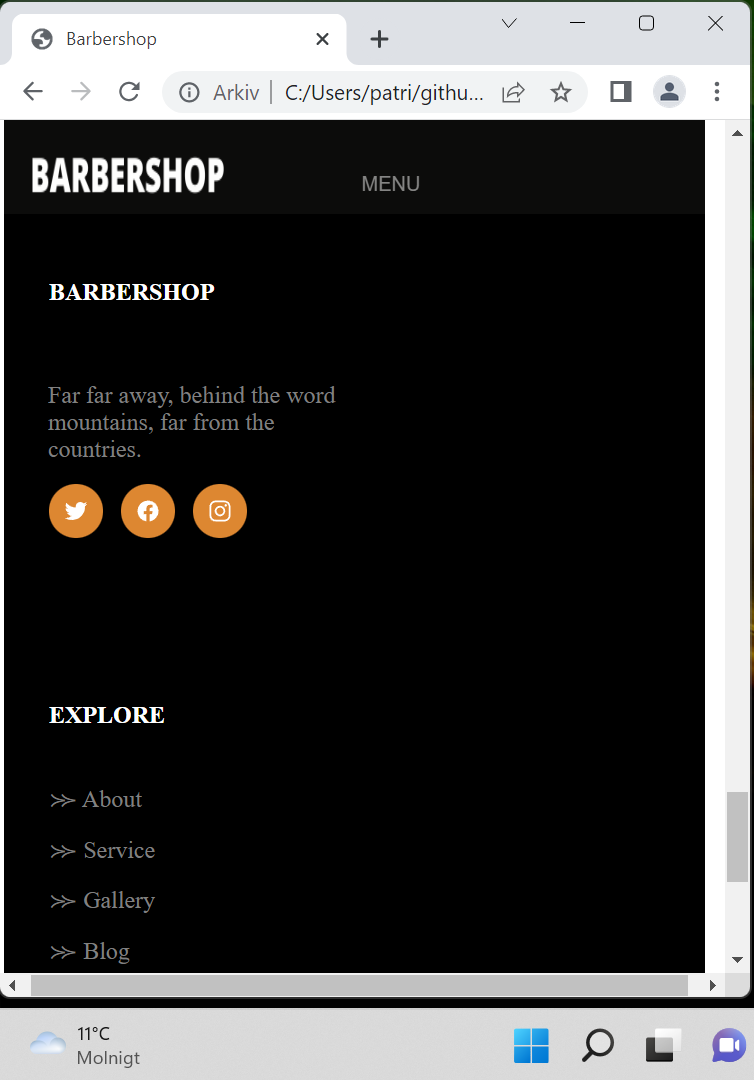 Barbershop
Arkiv C:/Users/patri/githu...
BARBERSHOP
MENU
BARBERSHOP
Far far away, behind the word
mountains, far from the
countries.
EXPLORE
About
Service
Gallery
Blog
11°C
Molnigt